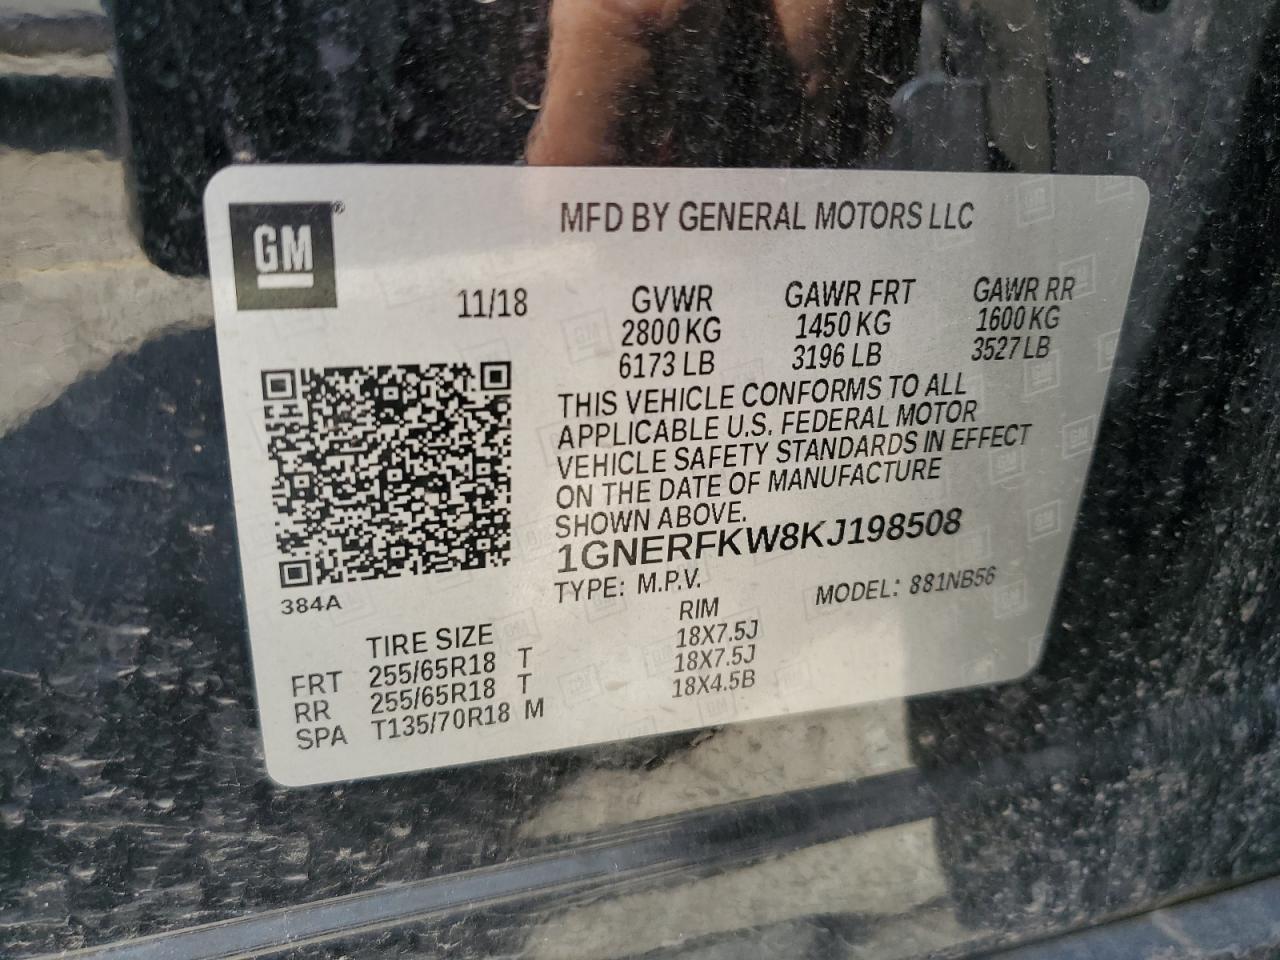 GM®
MFD BY GENERAL MOTORS LLC
11/18
GVWR GAWR FRT GAWR RR
2800 KG 1450 KG 1600 KG
6173 LB 3196 LB 3527 LB
THIS VEHICLE CONFORMS TO ALL
APPLICABLE U.S. FEDERAL MOTOR
VEHICLE SAFETY STANDARDS IN EFFECT
ON THE DATE OF MANUFACTURE
SHOWN ABOVE.
1GNERFKW8KJ198508
TYPE: M.P.V. MODEL: 881NB56
384A
TIRE SIZE RIM
FRT 255/65R18 T 18X7.5J
RR 255/65R18 T 18X7.5J
SPA T135/70R18 M 18X4.5B